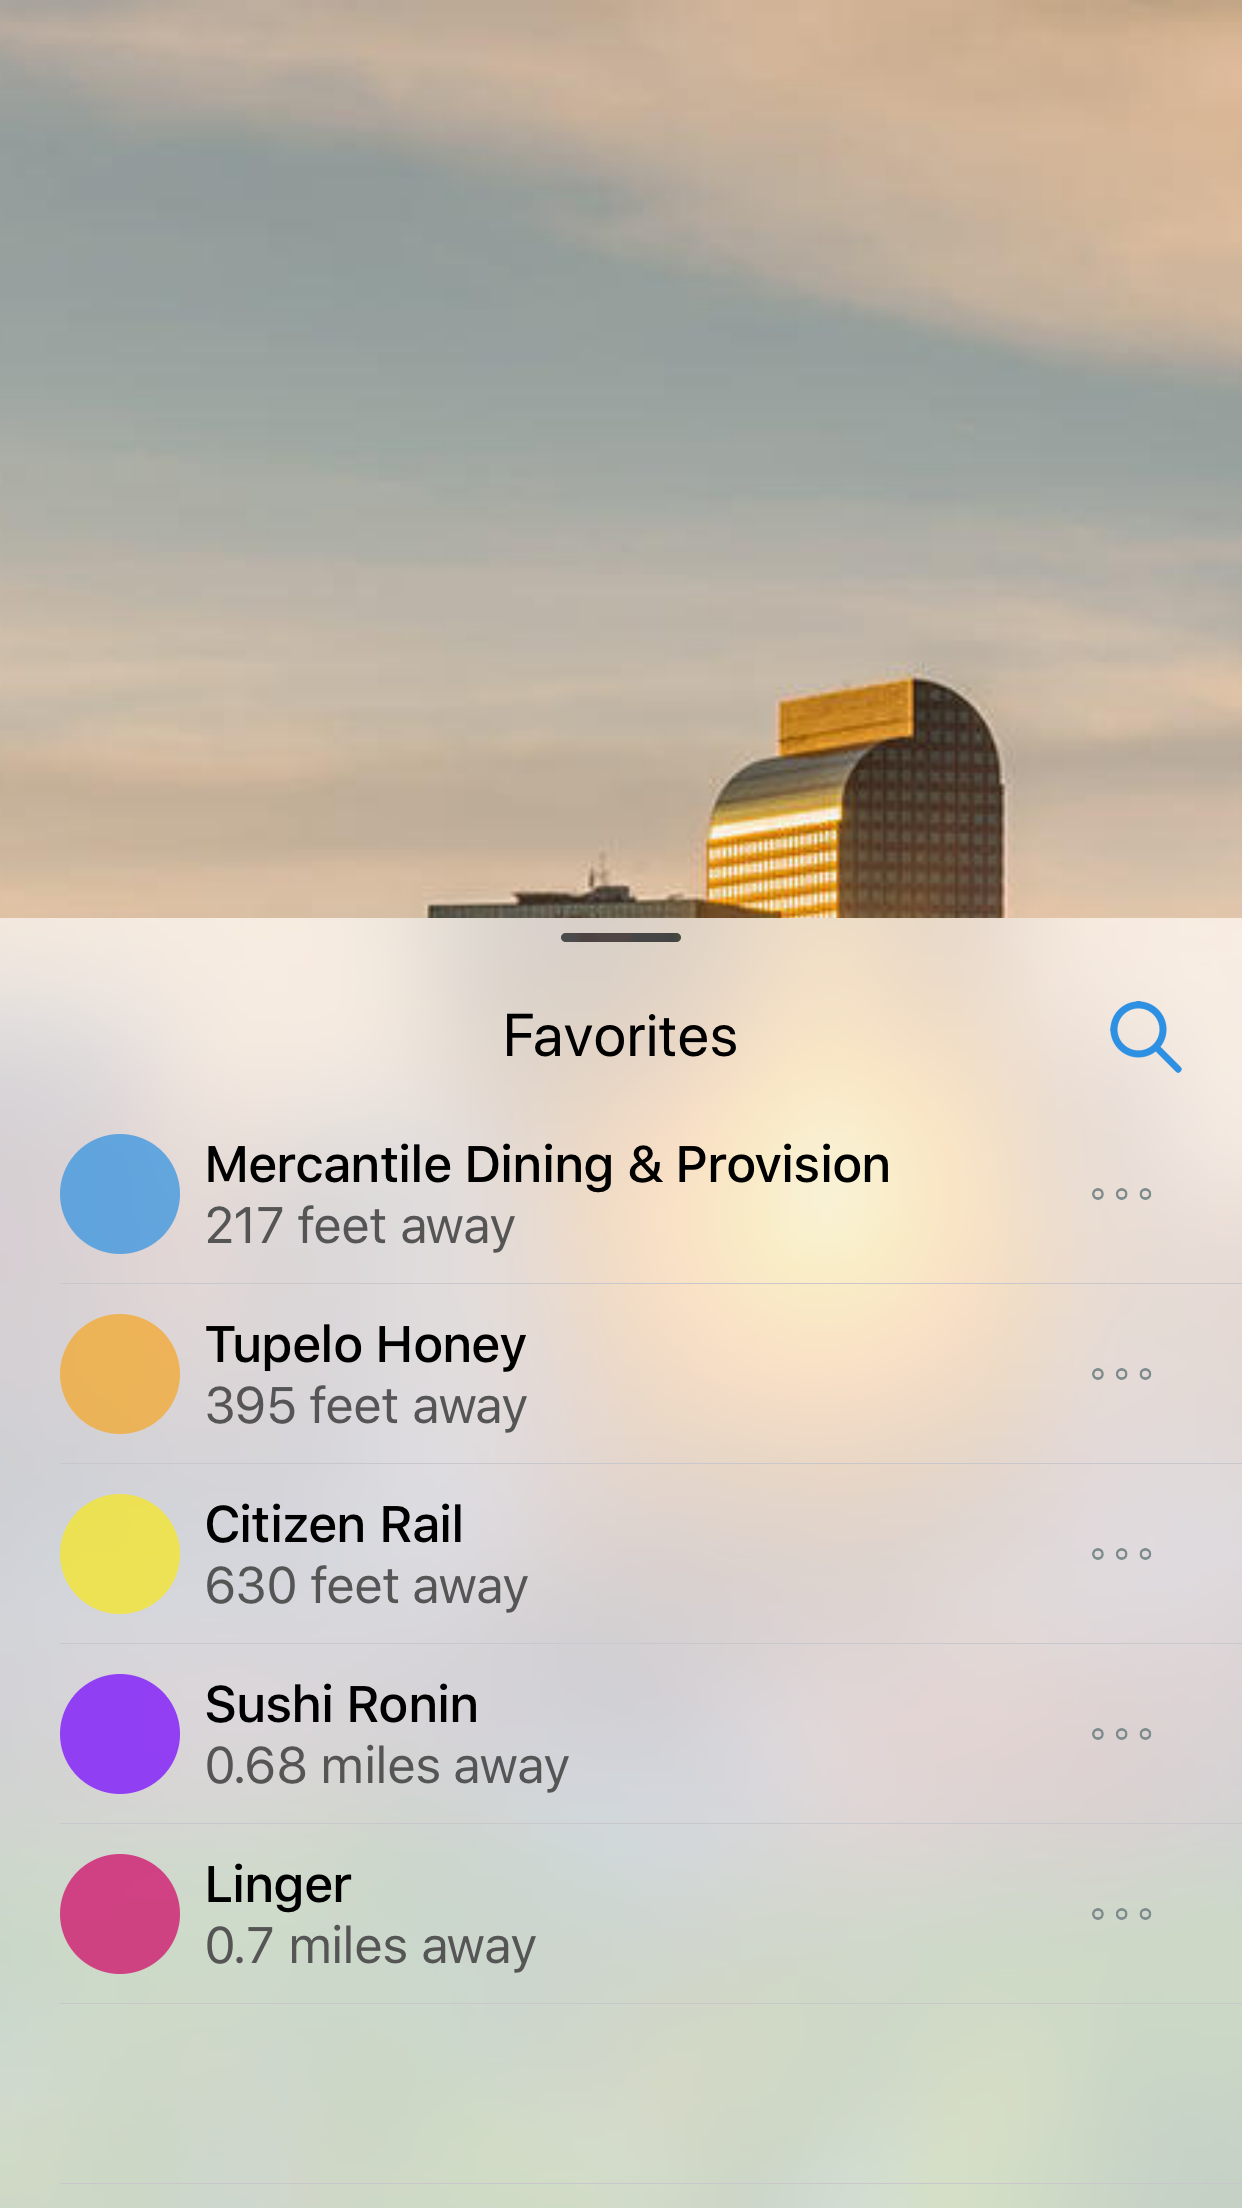 Favorites
Mercantile Dining & Provision
217 feet away
Tupelo Honey
395 feet away
Citizen Rail
630 feet away
Sushi Ronin
0.68 miles away
Linger
0.7 miles away